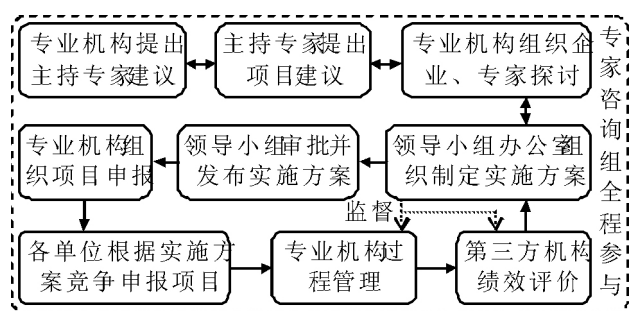 专业机构提出
主持专家建议
主持专家提出
项目建议
专业机构组织企
业、专家探讨
专业机构组
织项目申报
领导小组审批并
发布实施方案
领导小组办公室组
织制定实施方案
监督
各单位根据实施方
案竞争申报项目
专业机构过
程管理
第三方机构
绩效评价
专家咨询组全程参与